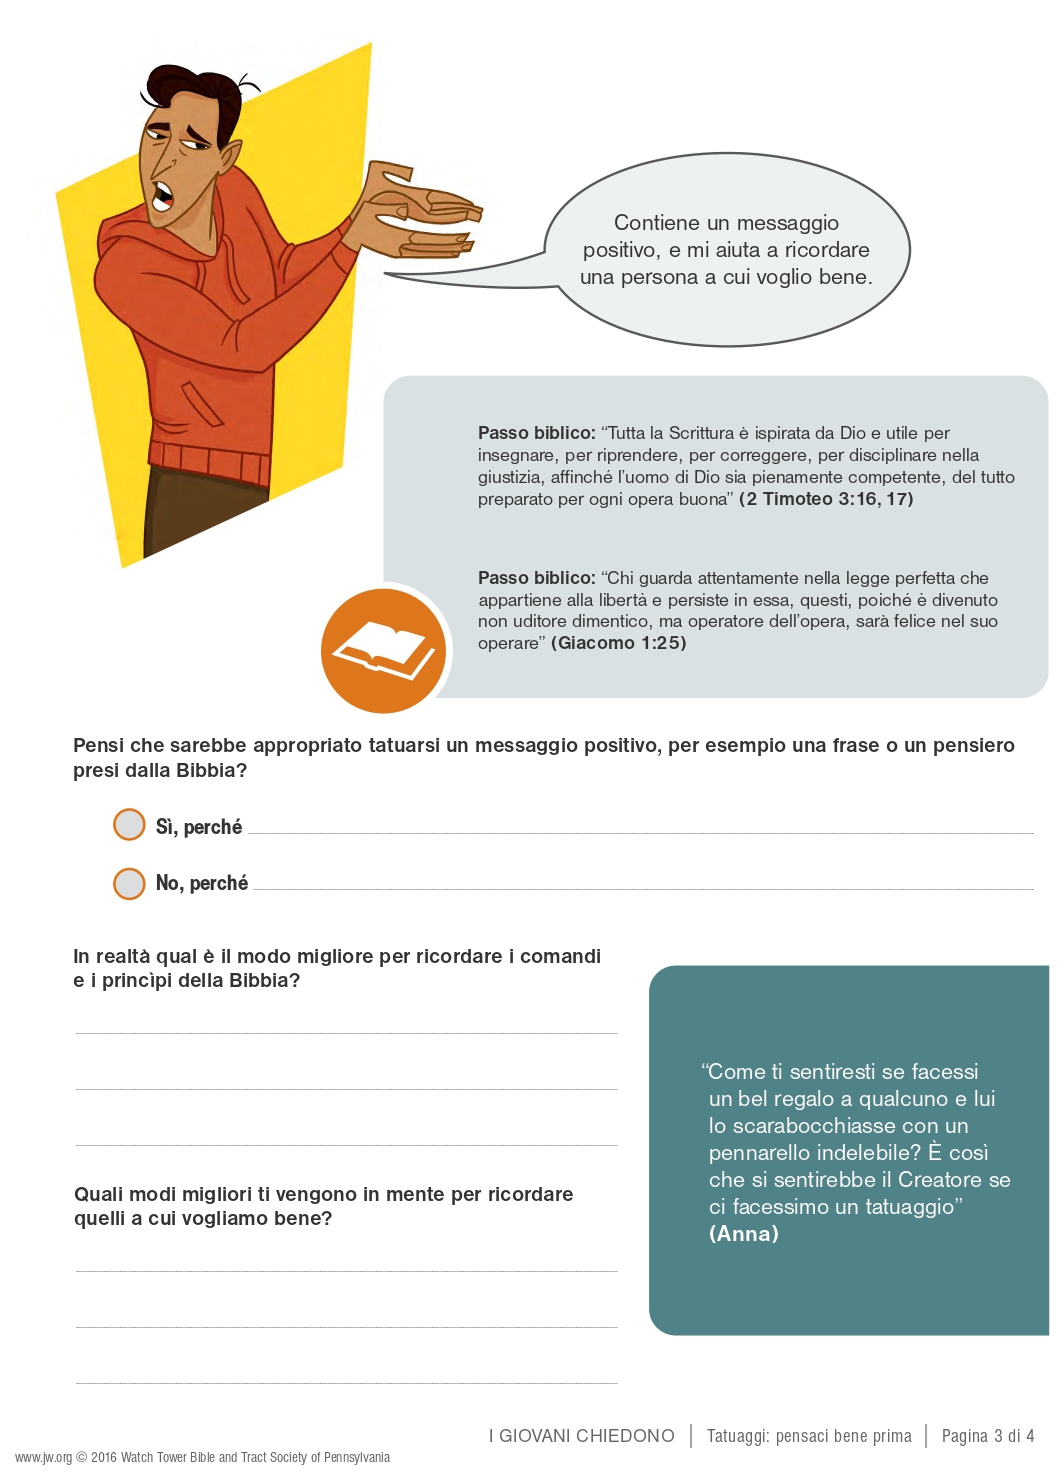 Contiene un messaggio
positivo, e mi aiuta a ricordare
una persona a cui voglio bene.
Passo biblico: “Tutta la Scrittura è ispirata da Dio e utile per
insegnare, per riprendere, per correggere, per disciplinare nella
giustizia, affinché l’uomo di Dio sia pienamente competente, del tutto
preparato per ogni opera buona” (2 Timoteo 3:16, 17)
Passo biblico: “Chi guarda attentamente nella legge perfetta che
appartiene alla libertà e persiste in essa, questi, poiché è divenuto
non uditore dimentico, ma operatore dell’opera, sarà felice nel suo
operare” (Giacomo 1:25)
Pensi che sarebbe appropriato tatuarsi un messaggio positivo, per esempio una frase o un pensiero
presi dalla Bibbia?
Sì, perché
No, perché
In realtà qual è il modo migliore per ricordare i comandi
e i princìpi della Bibbia?
Quali modi migliori ti vengono in mente per ricordare
quelli a cui vogliamo bene?
“Come ti sentiresti se facessi
un bel regalo a qualcuno e lui
lo scarabocchiasse con un
pennarello indelebile? È così
che si sentirebbe il Creatore se
ci facessimo un tatuaggio”
(Anna)
I GIOVANI CHIEDONO | Tatuaggi: pensaci bene prima | Pagina 3 di 4
www.jw.org © 2016 Watch Tower Bible and Tract Society of Pennsylvania